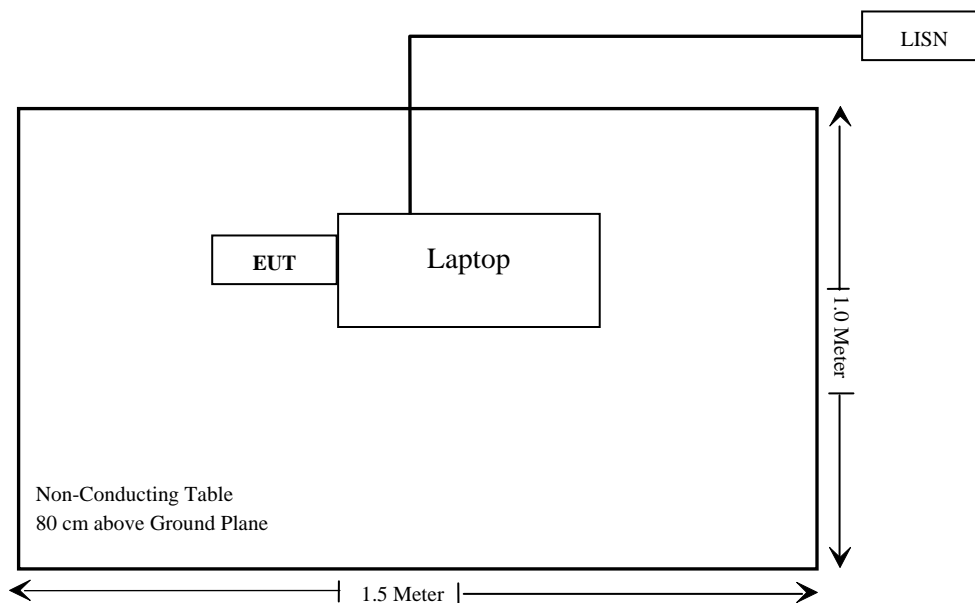 LISN
EUT
Laptop
1.0 Meter
Non-Conducting Table
80 cm above Ground Plane
1.5 Meter